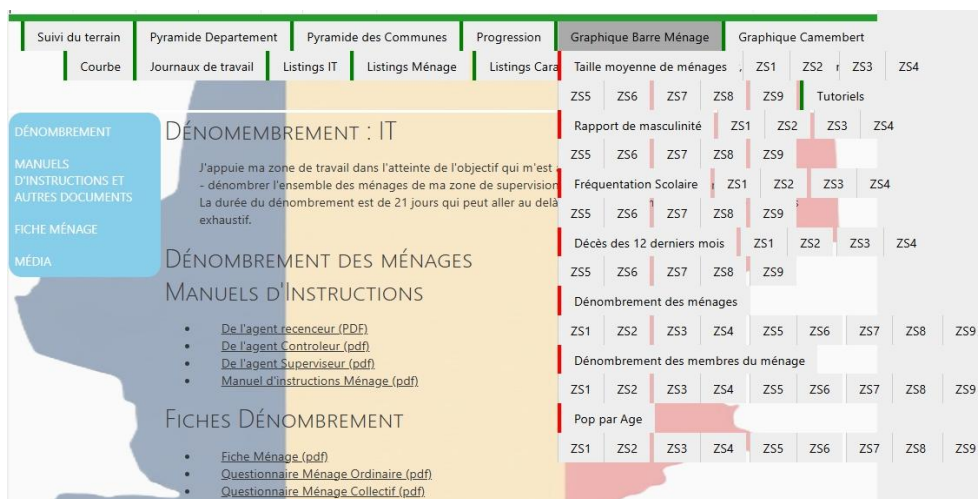 Suivi du terrain Pyramide Departement Pyramide des Communes Progression Graphique Barre Ménage Graphique Camembert
Courbe Journaux de travail Listings IT Listings Ménage Listings Cara
Taille moyenne de ménages ZS1 ZS2 ZS3 ZS4
ZS5 ZS6 ZS7 ZS8 ZS9 Tutoriels
Rapport de masculinité ZS1 ZS2 ZS3 ZS4
ZS5 ZS6 ZS7 ZS8 ZS9
Fréquentation Scolaire ZS1 ZS2 ZS3 ZS4
ZS5 ZS6 ZS7 ZS8 ZS9
Décès des 12 derniers mois ZS1 ZS2 ZS3 ZS4
ZS5 ZS6 ZS7 ZS8 ZS9
Dénombrement des ménages
ZS1 ZS2 ZS3 ZS4 ZS5 ZS6 ZS7 ZS8 ZS9
Dénombrement des membres du ménage
ZS1 ZS2 ZS3 ZS4 ZS5 ZS6 ZS7 ZS8 ZS9
Pop par Age
ZS1 ZS2 ZS3 ZS4 ZS5 ZS6 ZS7 ZS8 ZS9
DÉNOMBREMENT
MANUELS
D'INSTRUCTIONS ET
AUTRES DOCUMENTS
FICHE MÉNAGE
MÉDIA
DÉNOMEMBREMENT : IT
J'appuie ma zone de travail dans l'atteinte de l'objectif qui m'est
- dénombrer l'ensemble des ménages de ma zone de supervision
La durée du dénombrement est de 21 jours qui peut aller au delà
exhaustif.
DÉNOMBREMENT DES MÉNAGES
MANUELS D'INSTRUCTIONS
• De l'agent recenceur (PDF)
• De l'agent Controleur (pdf)
• De l'agent Superviseur (pdf)
• Manuel d'instructions Ménage (pdf)
FICHES DÉNOMBREMENT
• Fiche Ménage (pdf)
• Questionnaire Ménage Ordinaire (pdf)
• Questionnaire Ménage Collectif (pdf)